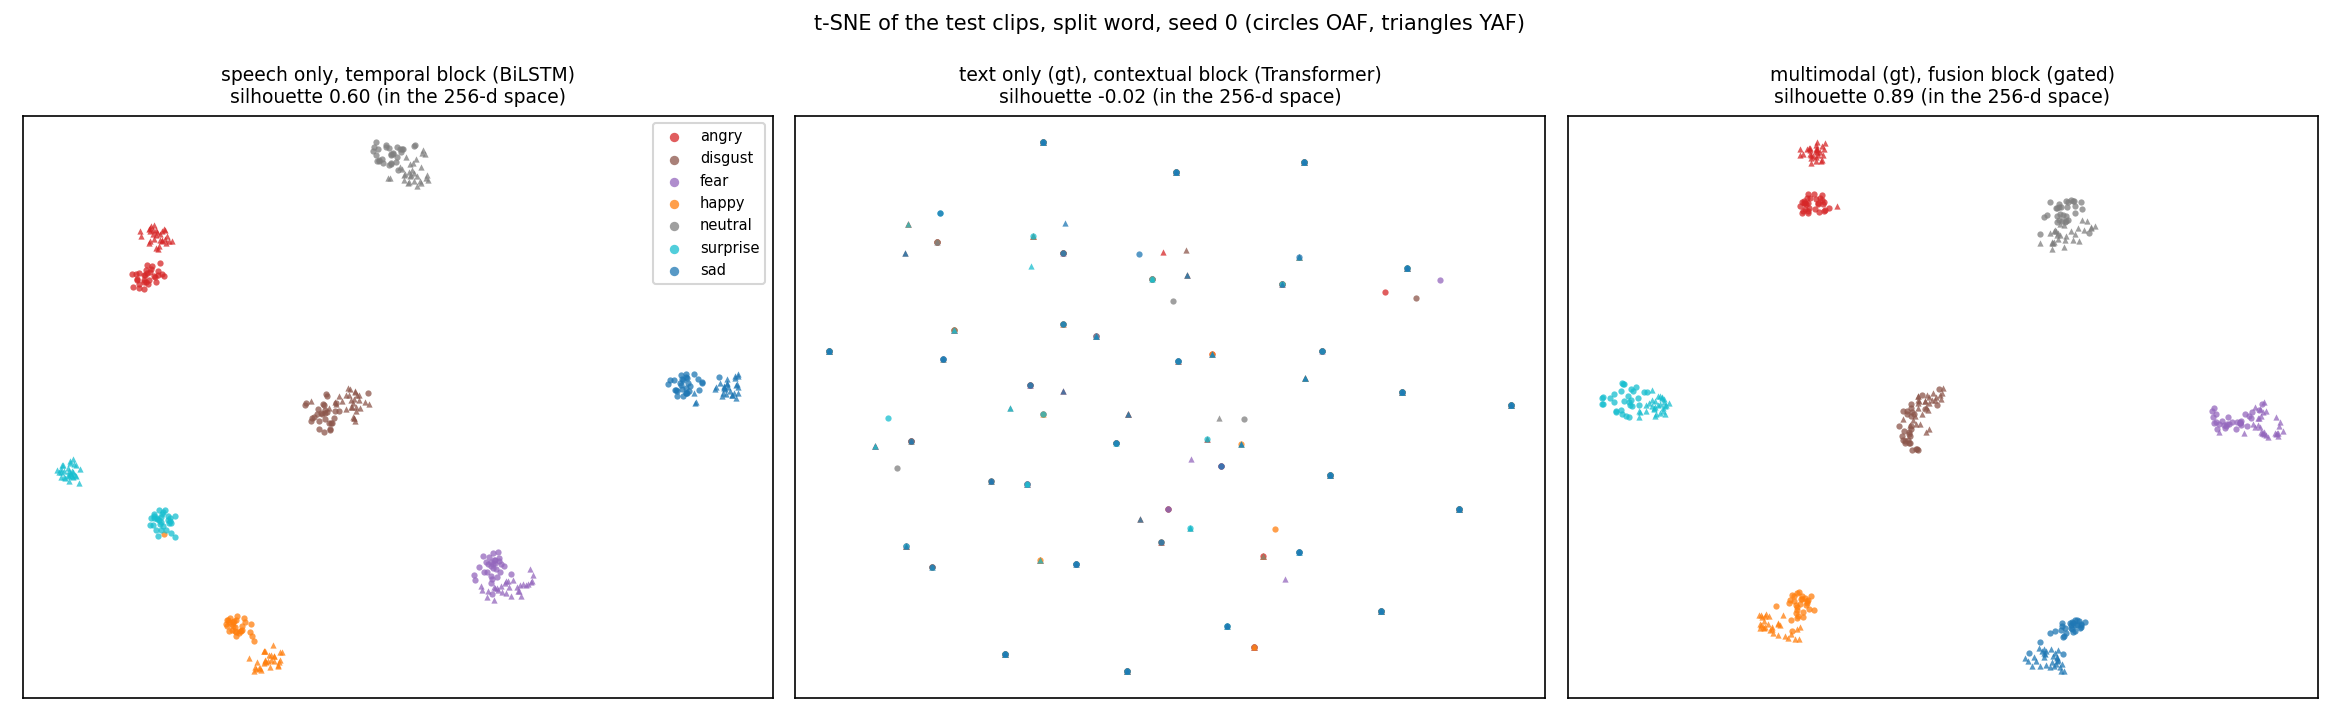 t-SNE of the test clips, split word, seed 0 (circles OAF, triangles YAF)
speech only, temporal block (BiLSTM)
silhouette 0.60 (in the 256-d space)
text only (gt), contextual block (Transformer)
silhouette -0.02 (in the 256-d space)
multimodal (gt), fusion block (gated)
silhouette 0.89 (in the 256-d space)
angry
disgust
fear
happy
neutral
surprise
sad